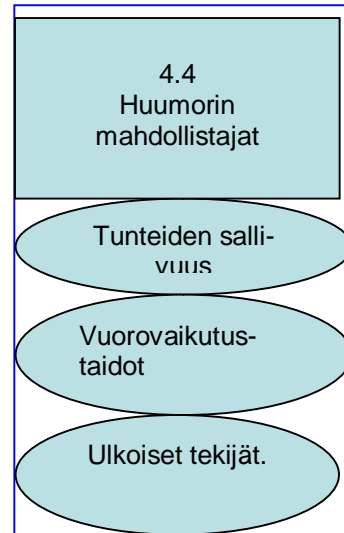 4.4
Huumorin
mahdollistajat
Tunteiden salli-
vuus
Vuorovaikutus-
taidot
Ulkoiset tekijät.